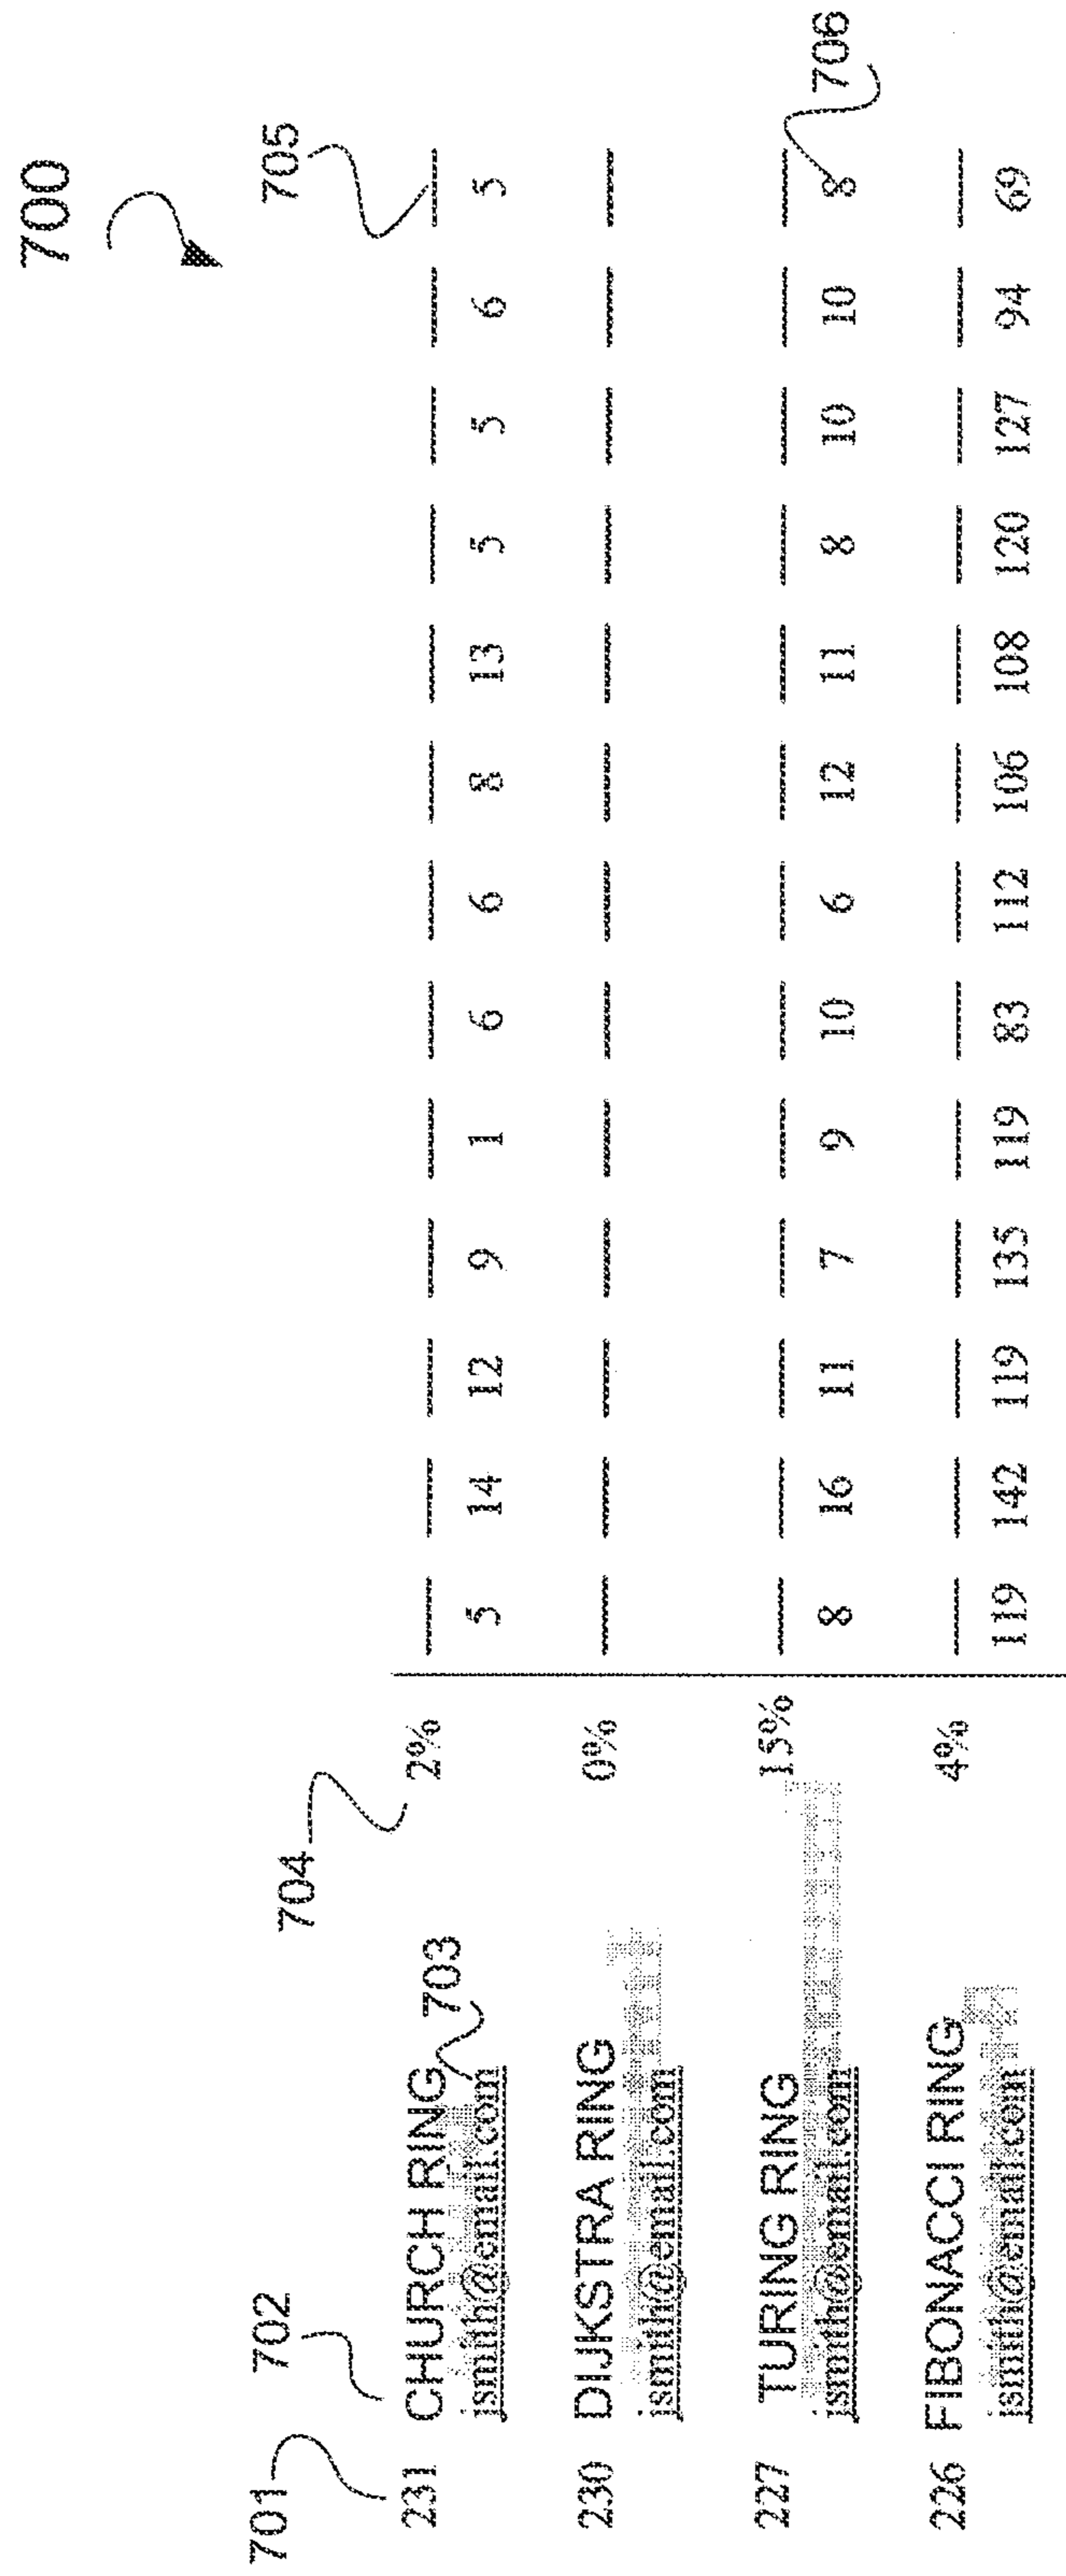 700
701 702 704 705
231 CHURCH RING 703 2%
jsmith@email.com 5 14 12 9 1 6 6 8 13 5 5 6 5
230 DIJKSTRA RING 0%
jsmith@email.com
227 TURING RING 15% 706
jsmith@email.com 8 16 11 7 9 10 6 12 11 8 10 10 8
226 FIBONACCI RING 4%
jsmith@email.com 119 142 119 135 119 83 112 106 108 120 127 94 69